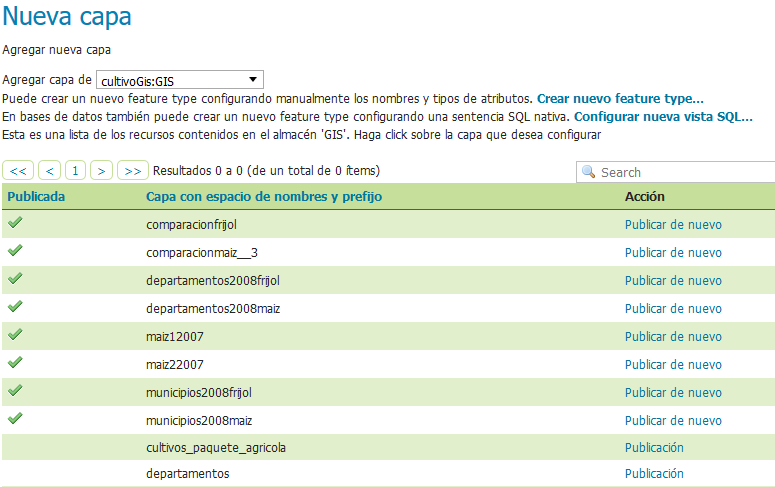 Nueva capa
Agregar nueva capa
Agregar capa de cultivoGis:GIS
Puede crear un nuevo feature type configurando manualmente los nombres y tipos de atributos. Crear nuevo feature type...
En bases de datos también puede crear un nuevo feature type configurando una sentencia SQL nativa. Configurar nueva vista SQL...
Esta es una lista de los recursos contenidos en el almacén 'GIS'. Haga click sobre la capa que desea configurar
<< < 1 > >> Resultados 0 a 0 (de un total de 0 ítems) Search
Publicada Capa con espacio de nombres y prefijo Acción
comparacionfrijol Publicar de nuevo
comparacionmaiz__3 Publicar de nuevo
departamentos2008frijol Publicar de nuevo
departamentos2008maiz Publicar de nuevo
maiz12007 Publicar de nuevo
maiz22007 Publicar de nuevo
municipios2008frijol Publicar de nuevo
municipios2008maiz Publicar de nuevo
cultivos_paquete_agricola Publicación
departamentos Publicación